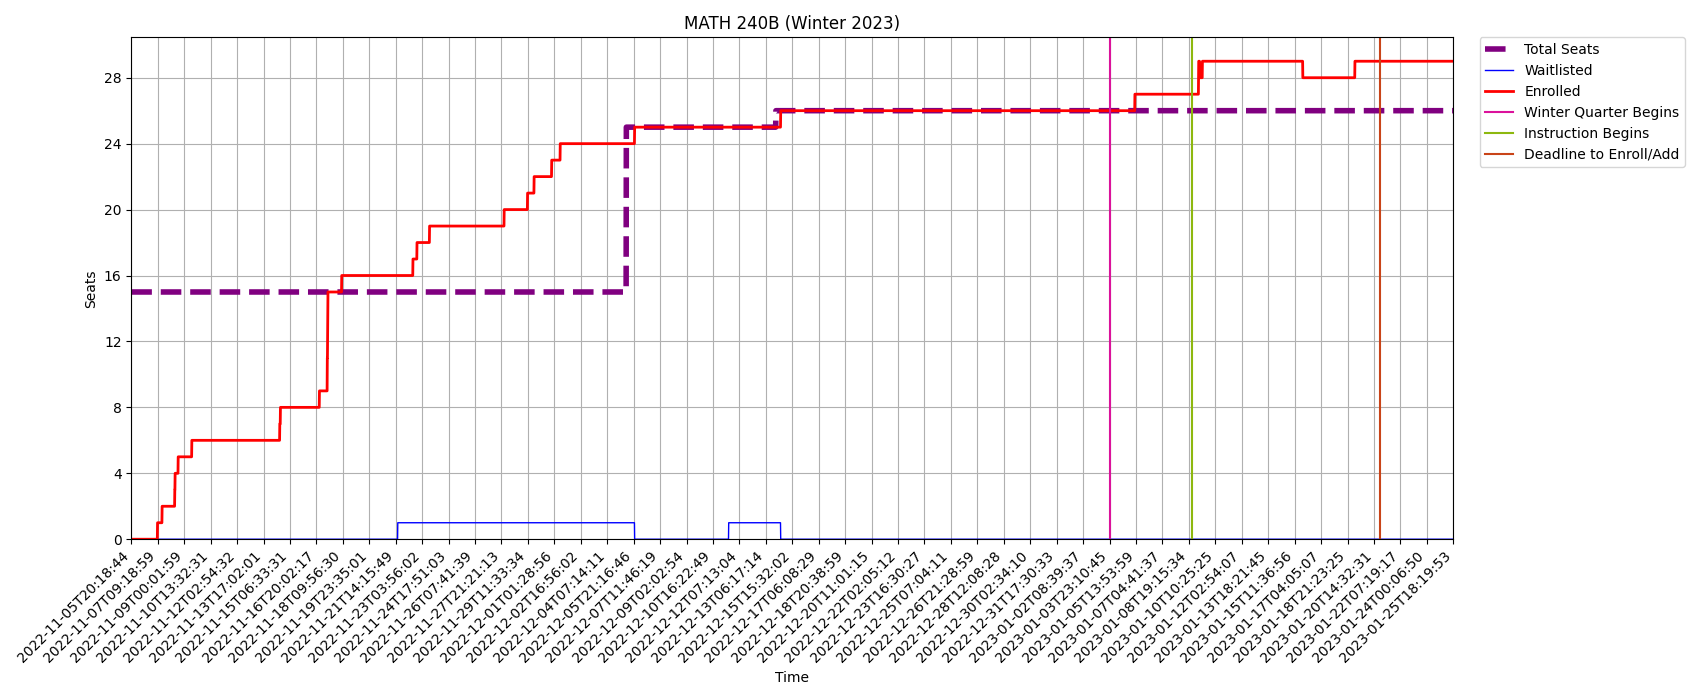 MATH 240B (Winter 2023)
Total Seats
Waitlisted
Enrolled
Winter Quarter Begins
Instruction Begins
Deadline to Enroll/Add
Seats
28
24
20
16
12
8
4
0
2022-11-05T20:18:44
2022-11-07T09:18:59
2022-11-09T00:01:59
2022-11-10T13:32:31
2022-11-12T02:54:32
2022-11-13T17:02:01
2022-11-15T06:33:31
2022-11-16T20:02:17
2022-11-18T09:56:30
2022-11-19T23:35:01
2022-11-21T14:15:49
2022-11-23T03:56:02
2022-11-24T17:51:03
2022-11-26T07:41:39
2022-11-27T21:21:13
2022-11-29T11:33:34
2022-12-01T01:28:56
2022-12-02T16:56:02
2022-12-04T07:14:11
2022-12-05T21:16:46
2022-12-07T11:46:19
2022-12-09T02:02:54
2022-12-10T16:22:49
2022-12-12T07:13:04
2022-12-13T06:17:14
2022-12-15T15:32:02
2022-12-17T06:08:29
2022-12-18T20:38:59
2022-12-20T11:01:15
2022-12-22T02:05:12
2022-12-23T16:30:27
2022-12-25T07:04:11
2022-12-26T21:28:59
2022-12-28T12:08:28
2022-12-30T02:34:10
2022-12-31T17:30:33
2023-01-02T08:39:37
2023-01-03T23:10:45
2023-01-05T13:53:59
2023-01-07T04:41:37
2023-01-08T19:15:34
2023-01-10T10:25:25
2023-01-12T02:54:07
2023-01-13T18:21:45
2023-01-15T11:36:56
2023-01-17T04:05:07
2023-01-18T21:23:25
2023-01-20T14:32:31
2023-01-22T07:19:17
2023-01-24T00:06:50
2023-01-25T18:19:53
Time